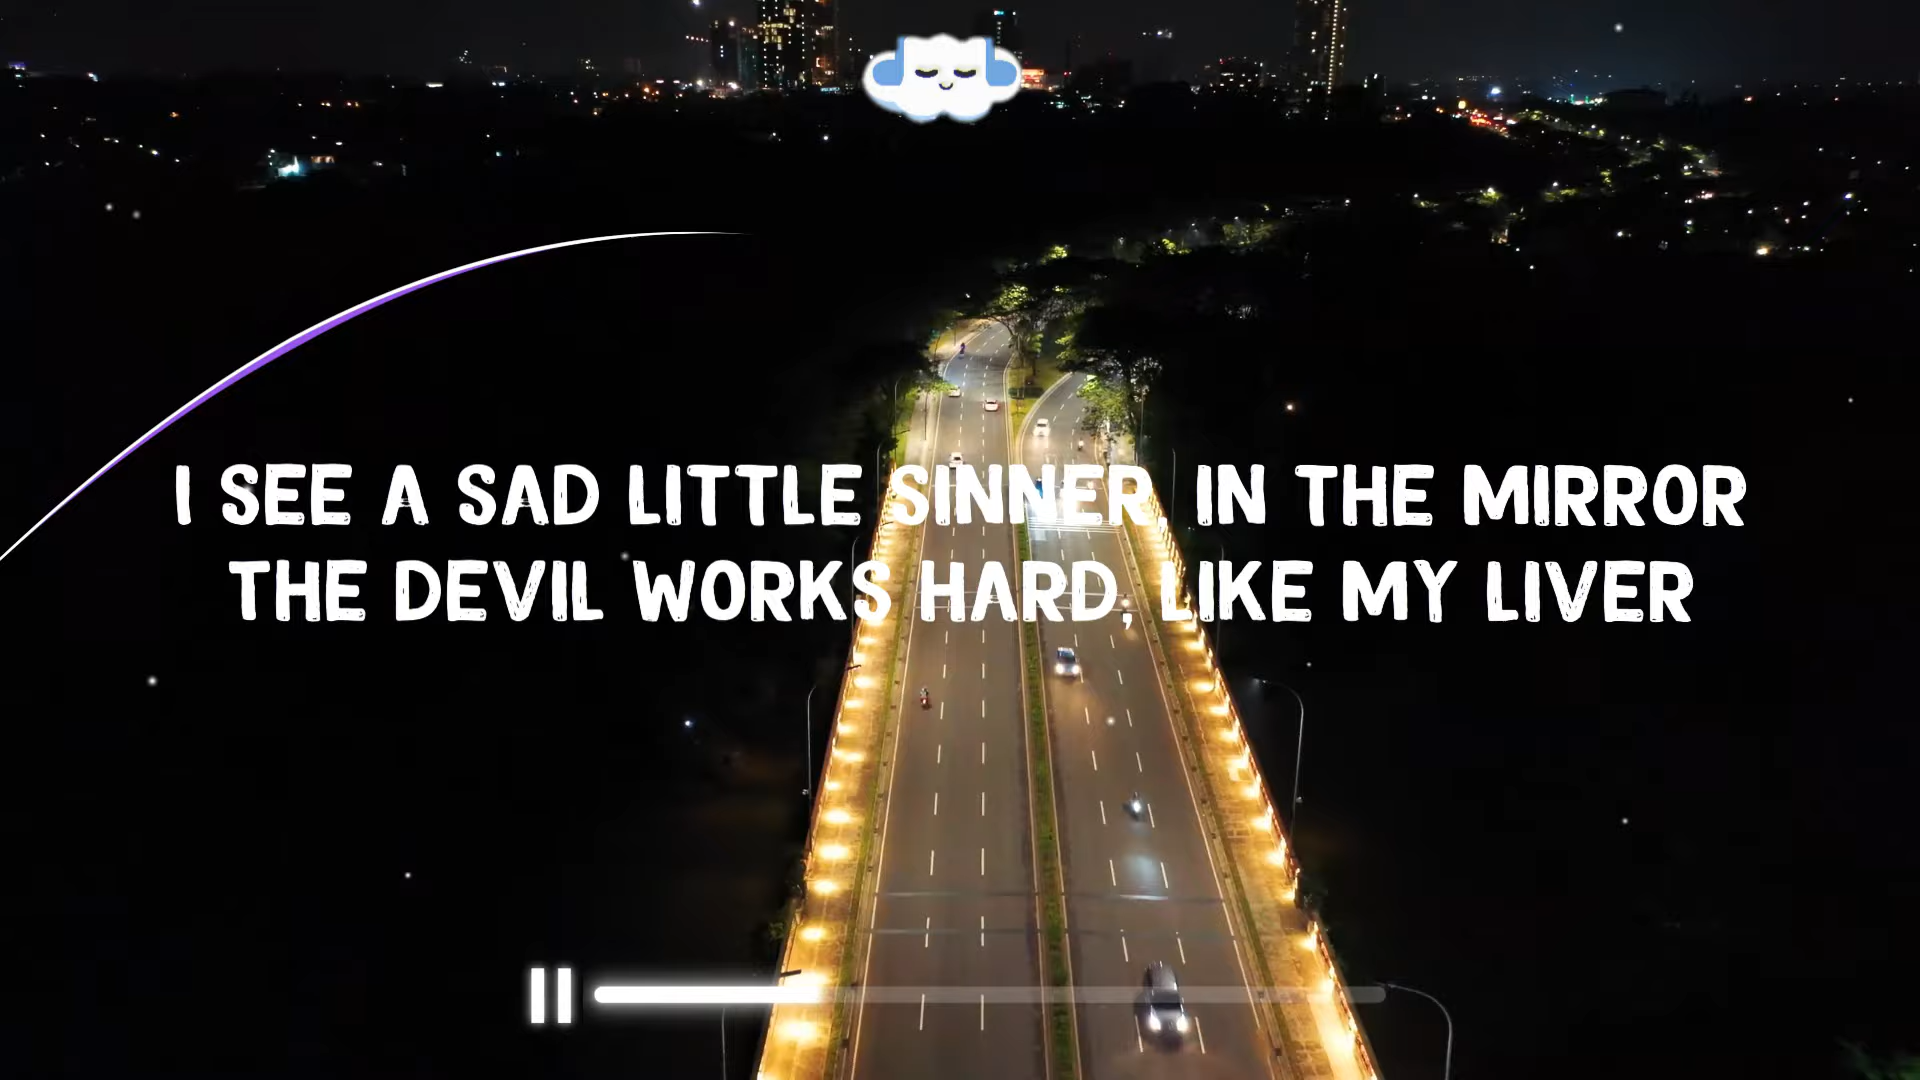 I SEE A SAD LITTLE SINNER, IN THE MIRROR
THE DEVIL WORKS HARD, LIKE MY LIVER